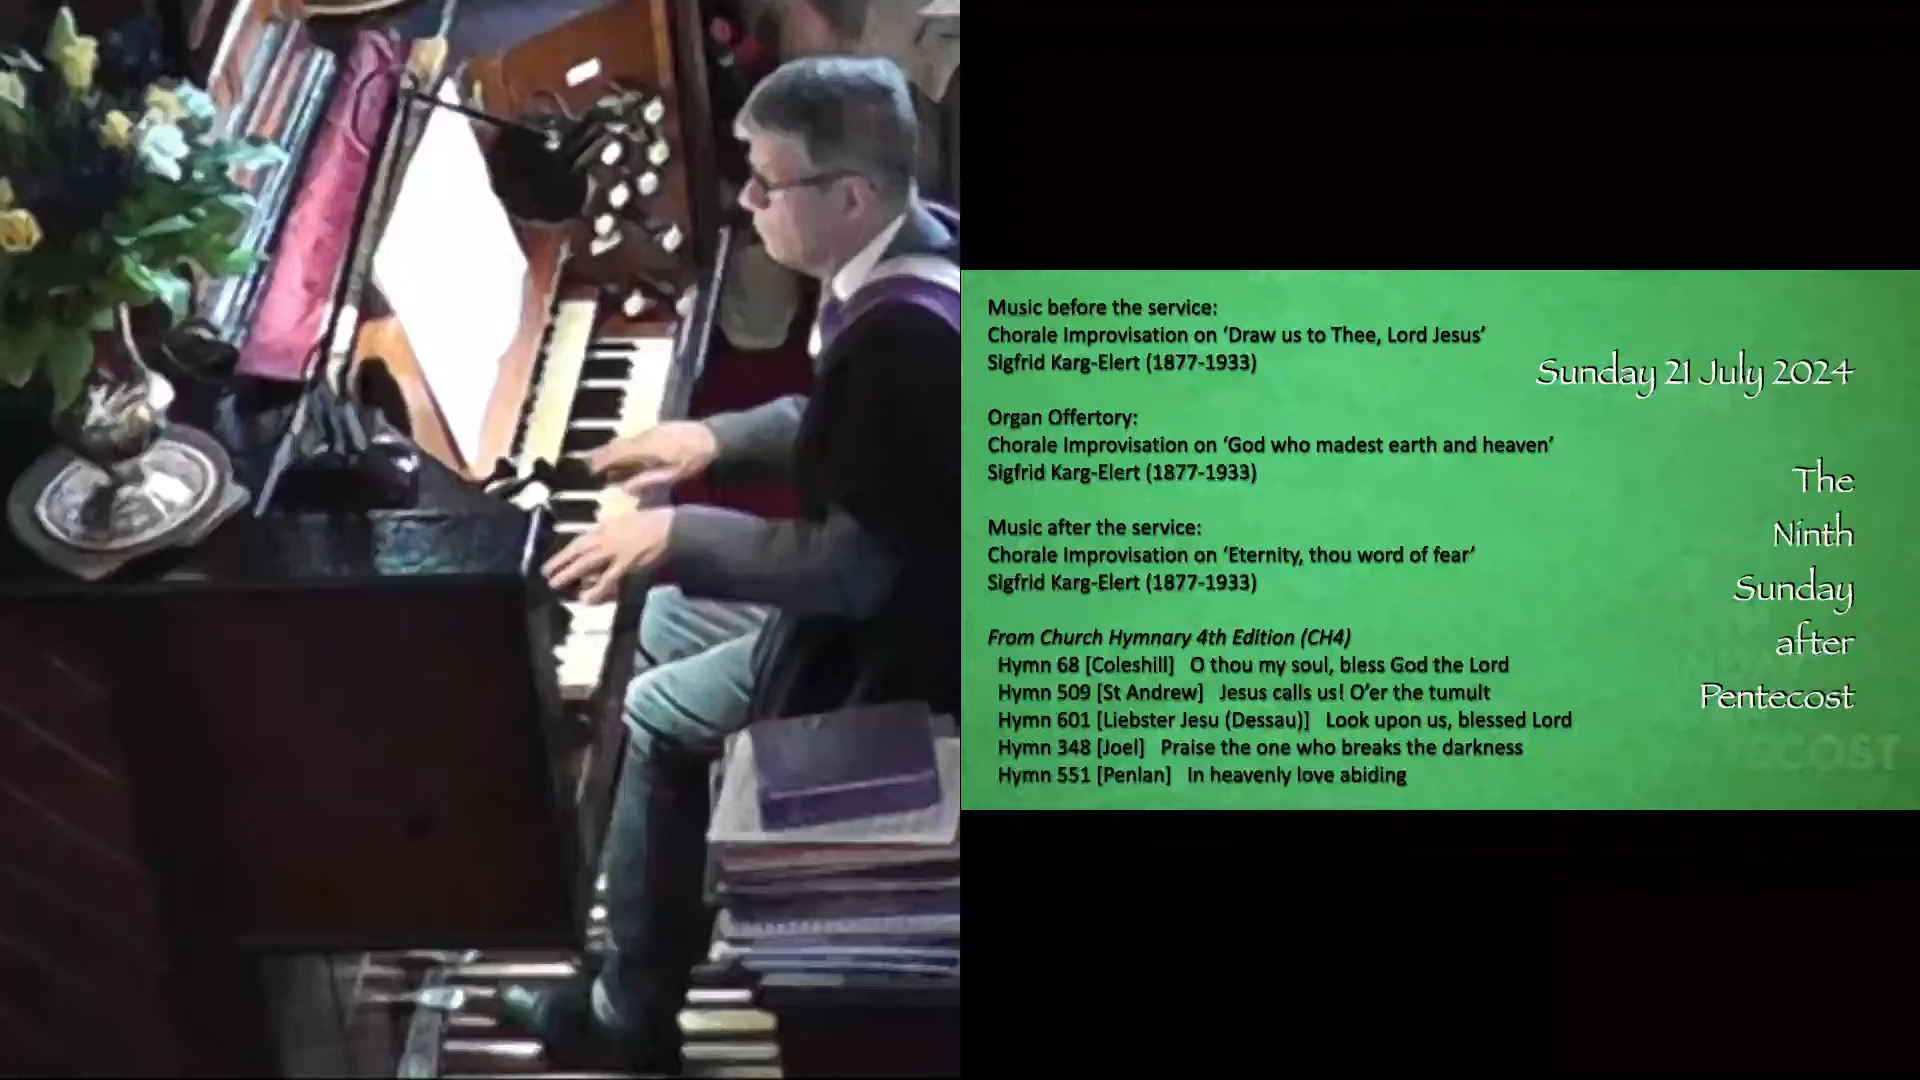 Music before the service:
Chorale Improvisation on ‘Draw us to Thee, Lord Jesus’
Sigfrid Karg-Elert (1877-1933)
Organ Offertory:
Chorale Improvisation on ‘God who madest earth and heaven’
Sigfrid Karg-Elert (1877-1933)
Music after the service:
Chorale Improvisation on ‘Eternity, thou word of fear’
Sigfrid Karg-Elert (1877-1933)
From Church Hymnary 4th Edition (CH4)
Hymn 68 [Coleshill] O thou my soul, bless God the Lord
Hymn 509 [St Andrew] Jesus calls us! O’er the tumult
Hymn 601 [Liebster Jesu (Dessau)] Look upon us, blessed Lord
Hymn 348 [Joel] Praise the one who breaks the darkness
Hymn 551 [Penlan] In heavenly love abiding
Sunday 21 July 2024
The
Ninth
Sunday
after
Pentecost